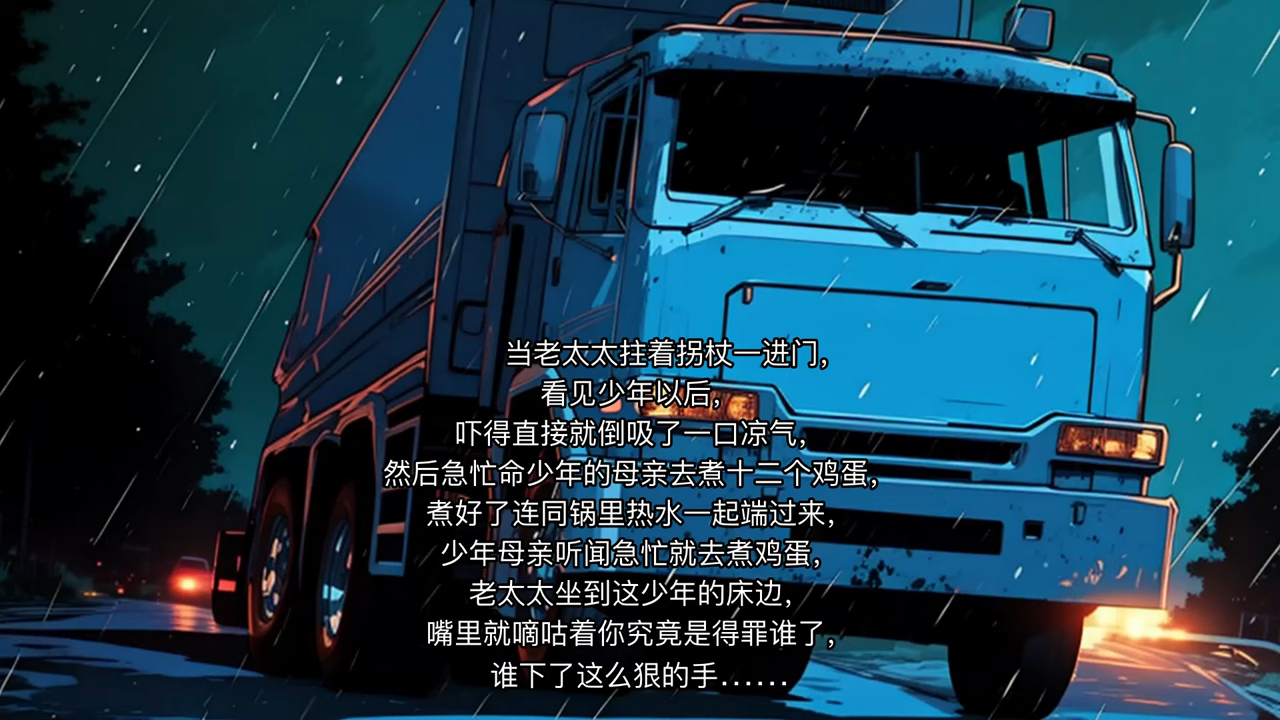 当老太太拄着拐杖一进门，
看见少年以后，
吓得直接就倒吸了一口凉气，
然后急忙命少年的母亲去煮十二个鸡蛋，
煮好了连同锅里热水一起端过来，
少年母亲听闻急忙就去煮鸡蛋，
老太太坐到这少年的床边，
嘴里就嘀咕着你究竟是得罪谁了，
谁下了这么狠的手……